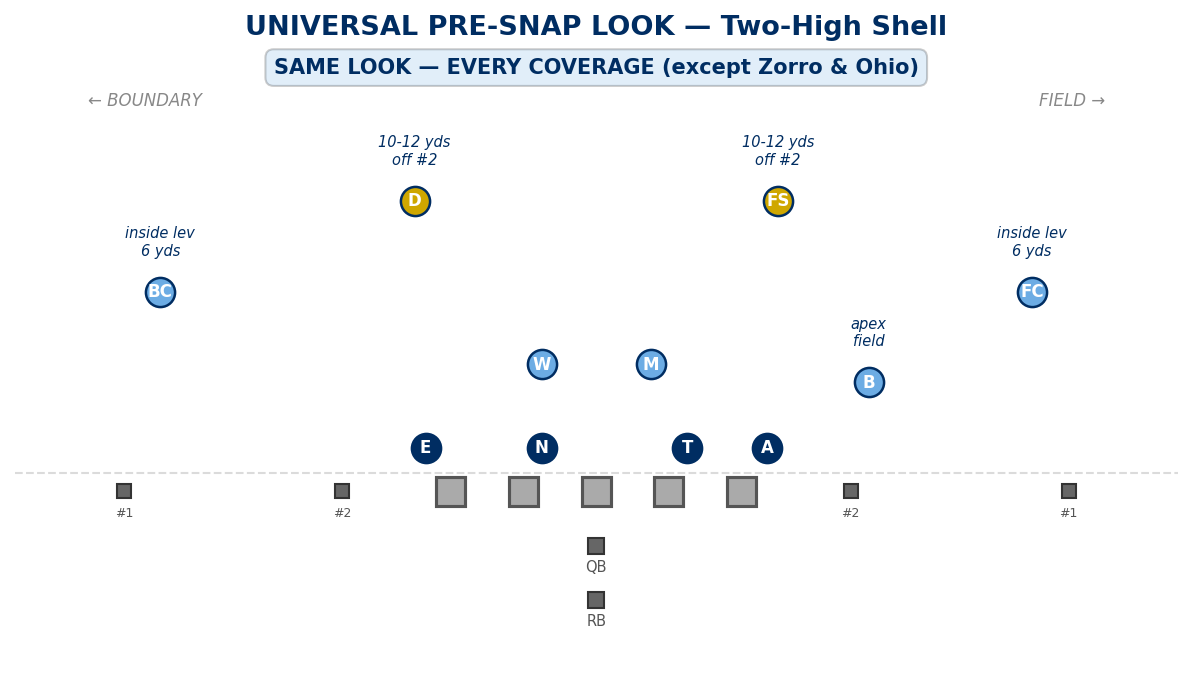 UNIVERSAL PRE-SNAP LOOK — Two-High Shell
SAME LOOK — EVERY COVERAGE (except Zorro & Ohio)
← BOUNDARY
FIELD →
10-12 yds
off #2
10-12 yds
off #2
D
FS
inside lev
6 yds
inside lev
6 yds
BC
FC
apex
field
W
M
B
E
N
T
A
#1
#2
#2
#1
QB
RB